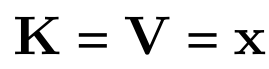 K = V = x